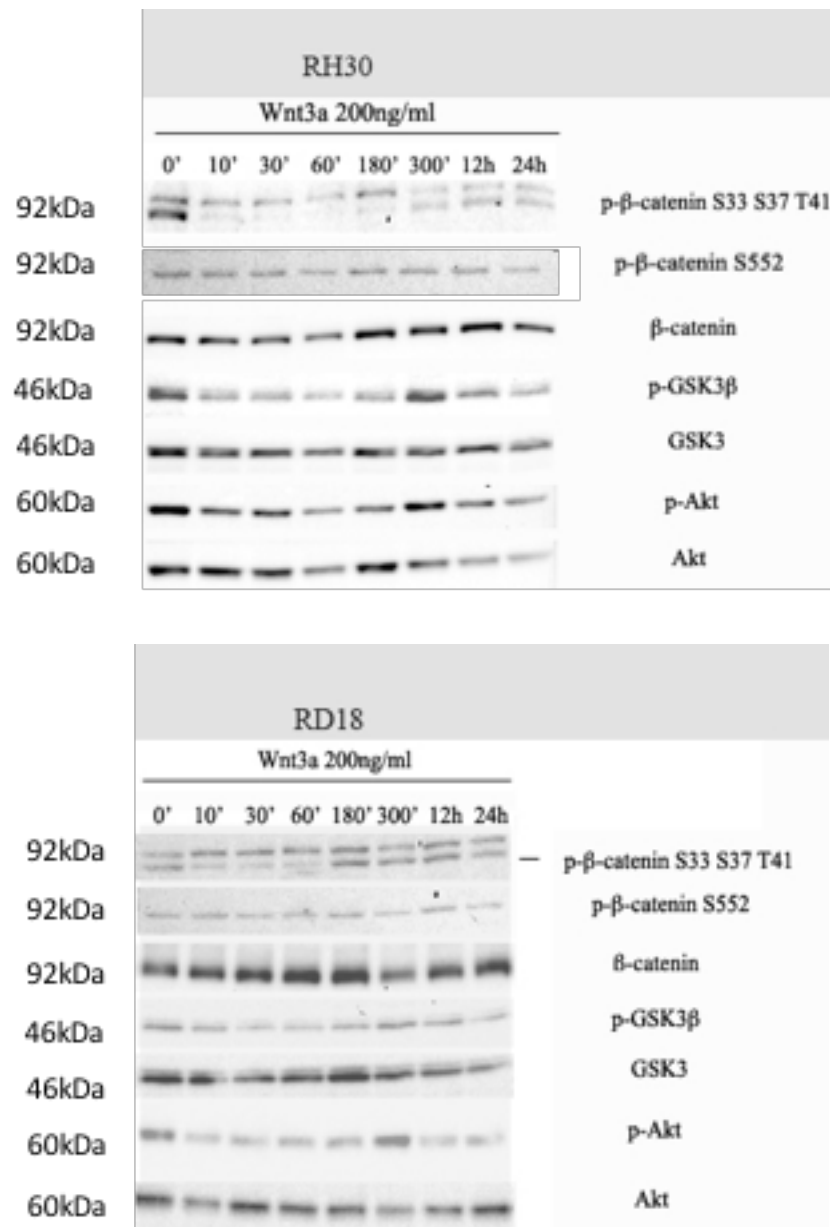 RH30
Wnt3a 200ng/ml
0' 10' 30' 60' 180' 300' 12h 24h
92kDa p-β-catenin S33 S37 T41
92kDa p-β-catenin S552
92kDa β-catenin
46kDa p-GSK3β
46kDa GSK3
60kDa p-Akt
60kDa Akt
RD18
Wnt3a 200ng/ml
0' 10' 30' 60' 180' 300' 12h 24h
92kDa p-β-catenin S33 S37 T41
92kDa p-β-catenin S552
92kDa β-catenin
46kDa p-GSK3β
46kDa GSK3
60kDa p-Akt
60kDa Akt